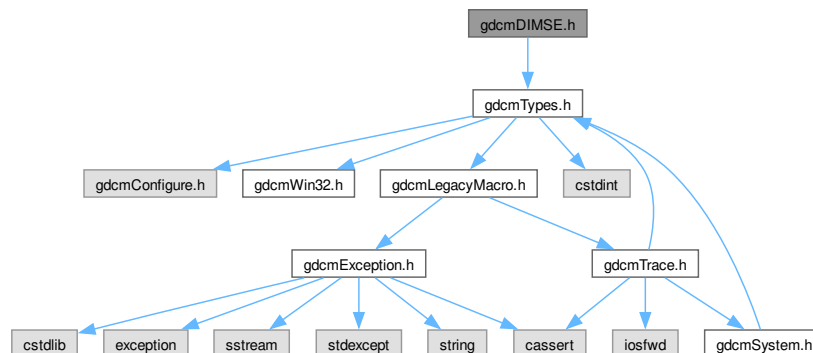 gdcmDIMSE.h
gdcmTypes.h
gdcmConfigure.h
gdcmWin32.h
gdcmLegacyMacro.h
cstdint
gdcmException.h
gdcmTrace.h
cstdlib
exception
sstream
stdexcept
string
cassert
iosfwd
gdcmSystem.h